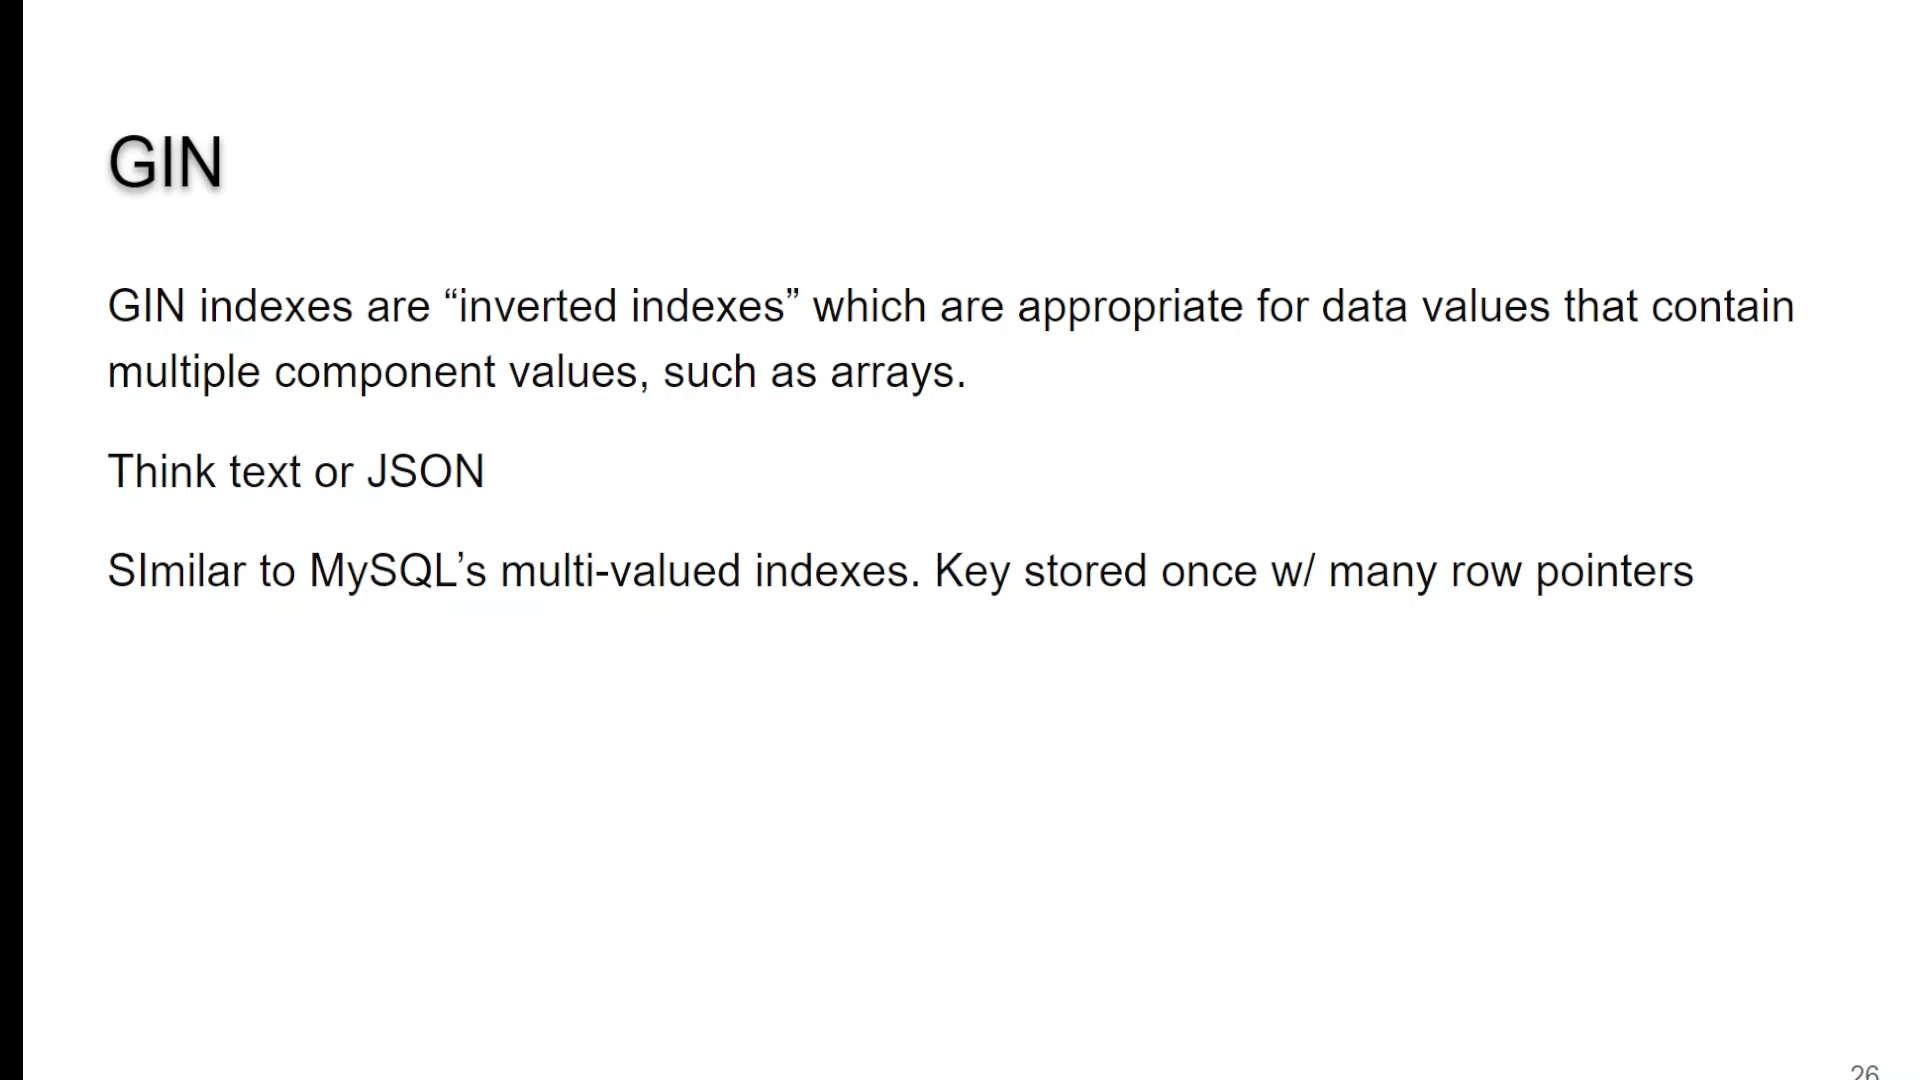 GIN
GIN indexes are “inverted indexes” which are appropriate for data values that contain
multiple component values, such as arrays.
Think text or JSON
SImilar to MySQL’s multi-valued indexes. Key stored once w/ many row pointers
26